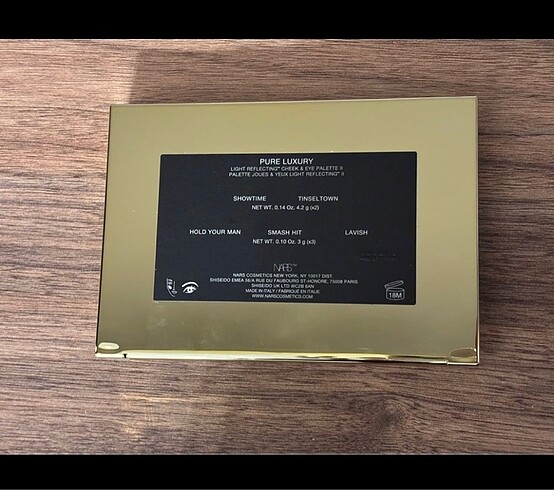 PURE LUXURY
LIGHT REFLECTING™ CHEEK & EYE PALETTE II
PALETTE JOUES & YEUX LIGHT REFLECTING™ II
SHOWTIME TINSELTOWN
NET WT. 0.14 Oz. 4.2 g (x2)
HOLD YOUR MAN SMASH HIT LAVISH
NET WT. 0.10 Oz. 3 g (x3)
NARS
NARS COSMETICS NEW YORK, NY 10017 DIST.
SHISEIDO EMEA 56/A RUE DU FAUBOURG ST-HONORE, 75008 PARIS
SHISEIDO UK LTD WC2B 6AN
MADE IN ITALY / FABRIQUÉ EN ITALIE
WWW.NARSCOSMETICS.COM
18M